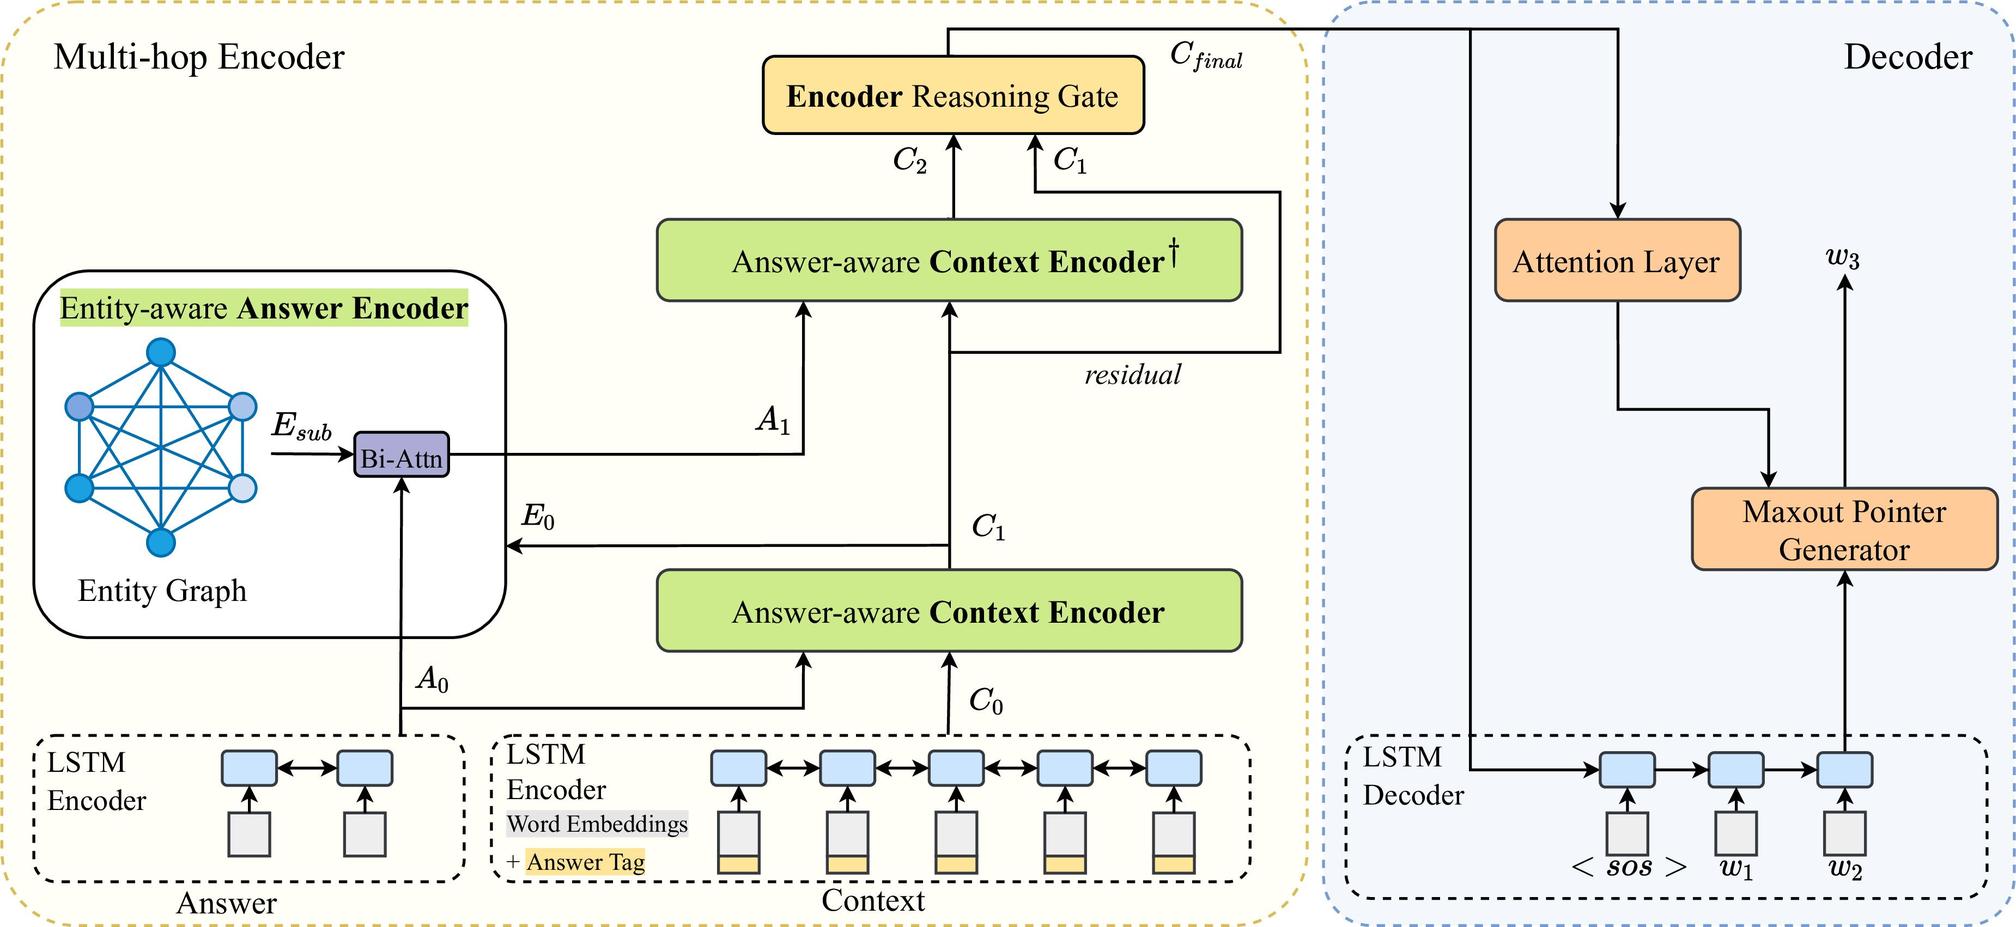 Multi-hop Encoder
Decoder
C_{final}
Encoder Reasoning Gate
C_2
C_1
Answer-aware Context Encoder†
residual
Entity-aware Answer Encoder
E_{sub}
Bi-Attn
Entity Graph
A_1
E_0
C_1
Answer-aware Context Encoder
A_0
C_0
LSTM
Encoder
Answer
LSTM
Encoder
Word Embeddings
+ Answer Tag
Context
Attention Layer
w_3
Maxout Pointer
Generator
LSTM
Decoder
< sos >
w_1
w_2